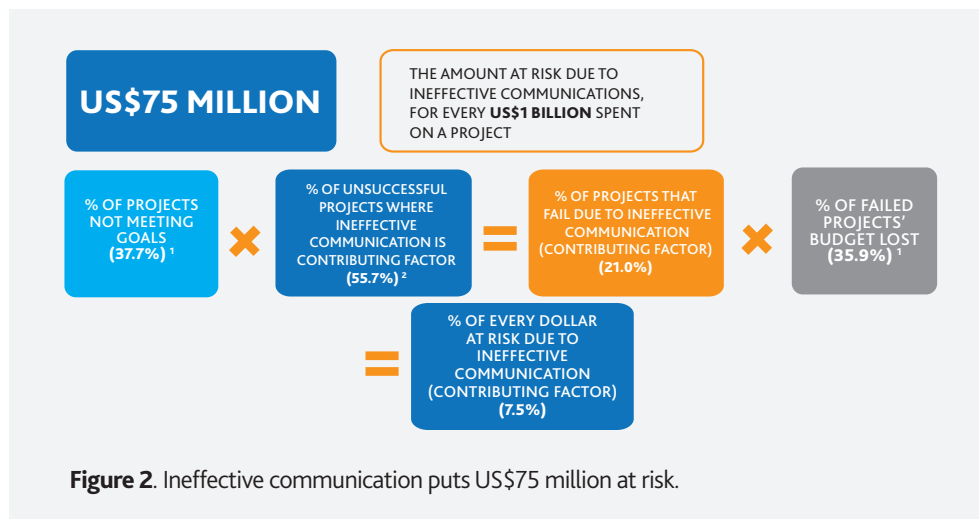 US$75 MILLION
THE AMOUNT AT RISK DUE TO
INEFFECTIVE COMMUNICATIONS,
FOR EVERY US$1 BILLION SPENT
ON A PROJECT
% OF PROJECTS
NOT MEETING
GOALS
(37.7%) ¹
×
% OF UNSUCCESSFUL
PROJECTS WHERE
INEFFECTIVE
COMMUNICATION IS
CONTRIBUTING FACTOR
(55.7%) ²
=
% OF PROJECTS THAT
FAIL DUE TO INEFFECTIVE
COMMUNICATION
(CONTRIBUTING FACTOR)
(21.0%)
×
% OF FAILED
PROJECTS’
BUDGET LOST
(35.9%) ¹
=
% OF EVERY DOLLAR
AT RISK DUE TO
INEFFECTIVE
COMMUNICATION
(CONTRIBUTING FACTOR)
(7.5%)
Figure 2. Ineffective communication puts US$75 million at risk.